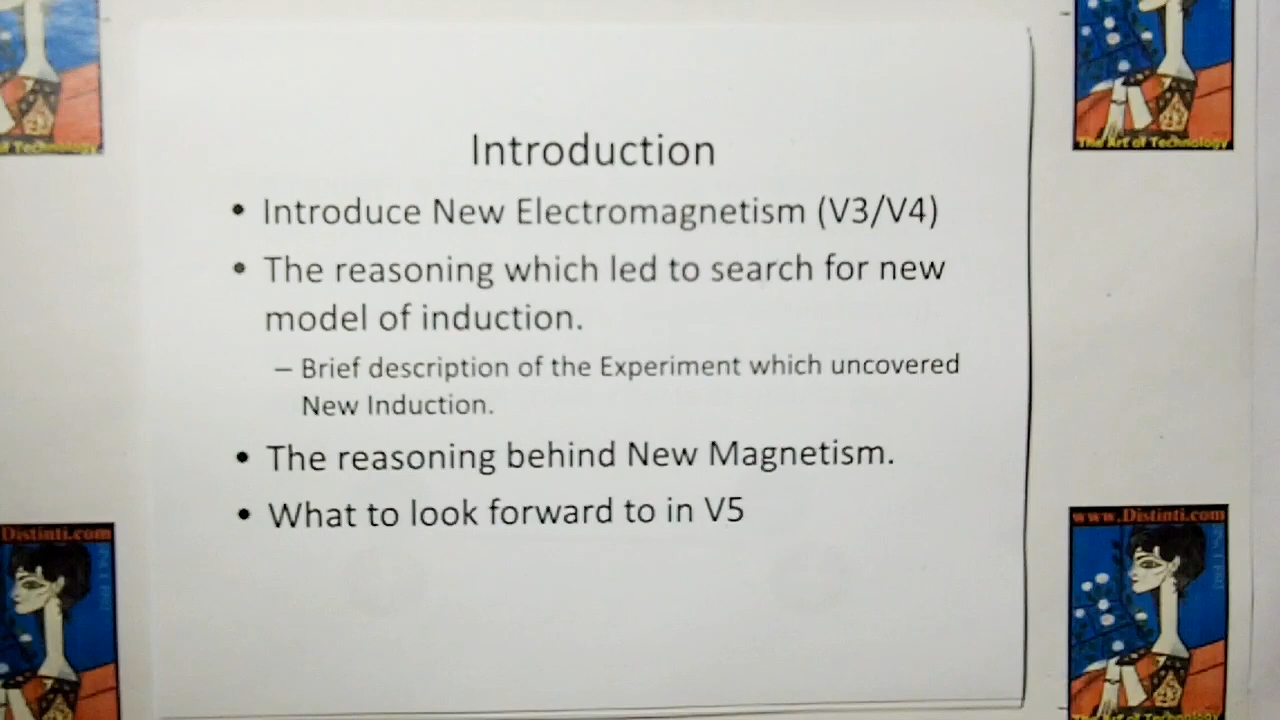 The Art of Technology
Introduction
• Introduce New Electromagnetism (V3/V4)
• The reasoning which led to search for new
model of induction.
– Brief description of the Experiment which uncovered
New Induction.
• The reasoning behind New Magnetism.
• What to look forward to in V5
Distinti.com
www.Distinti.com